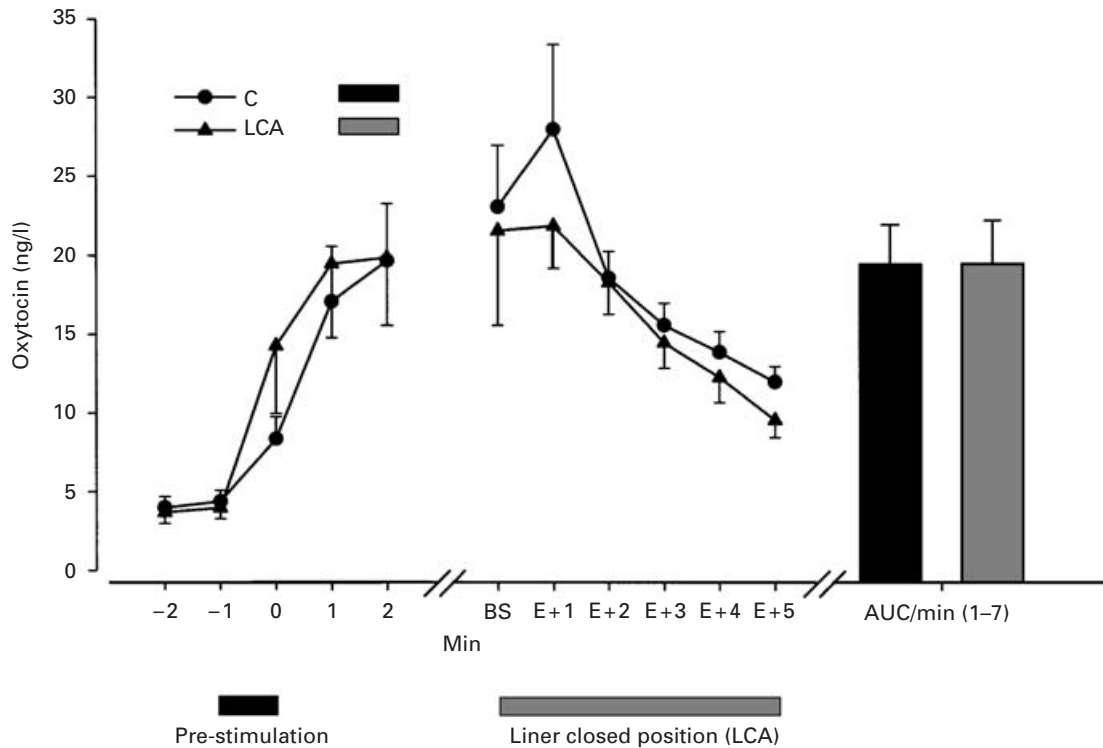 35
30
25
20
15
10
5
0
Oxytocin (ng/l)
C
LCA
−2 −1 0 1 2 BS E+1 E+2 E+3 E+4 E+5 AUC/min (1–7)
Min
Pre-stimulation Liner closed position (LCA)